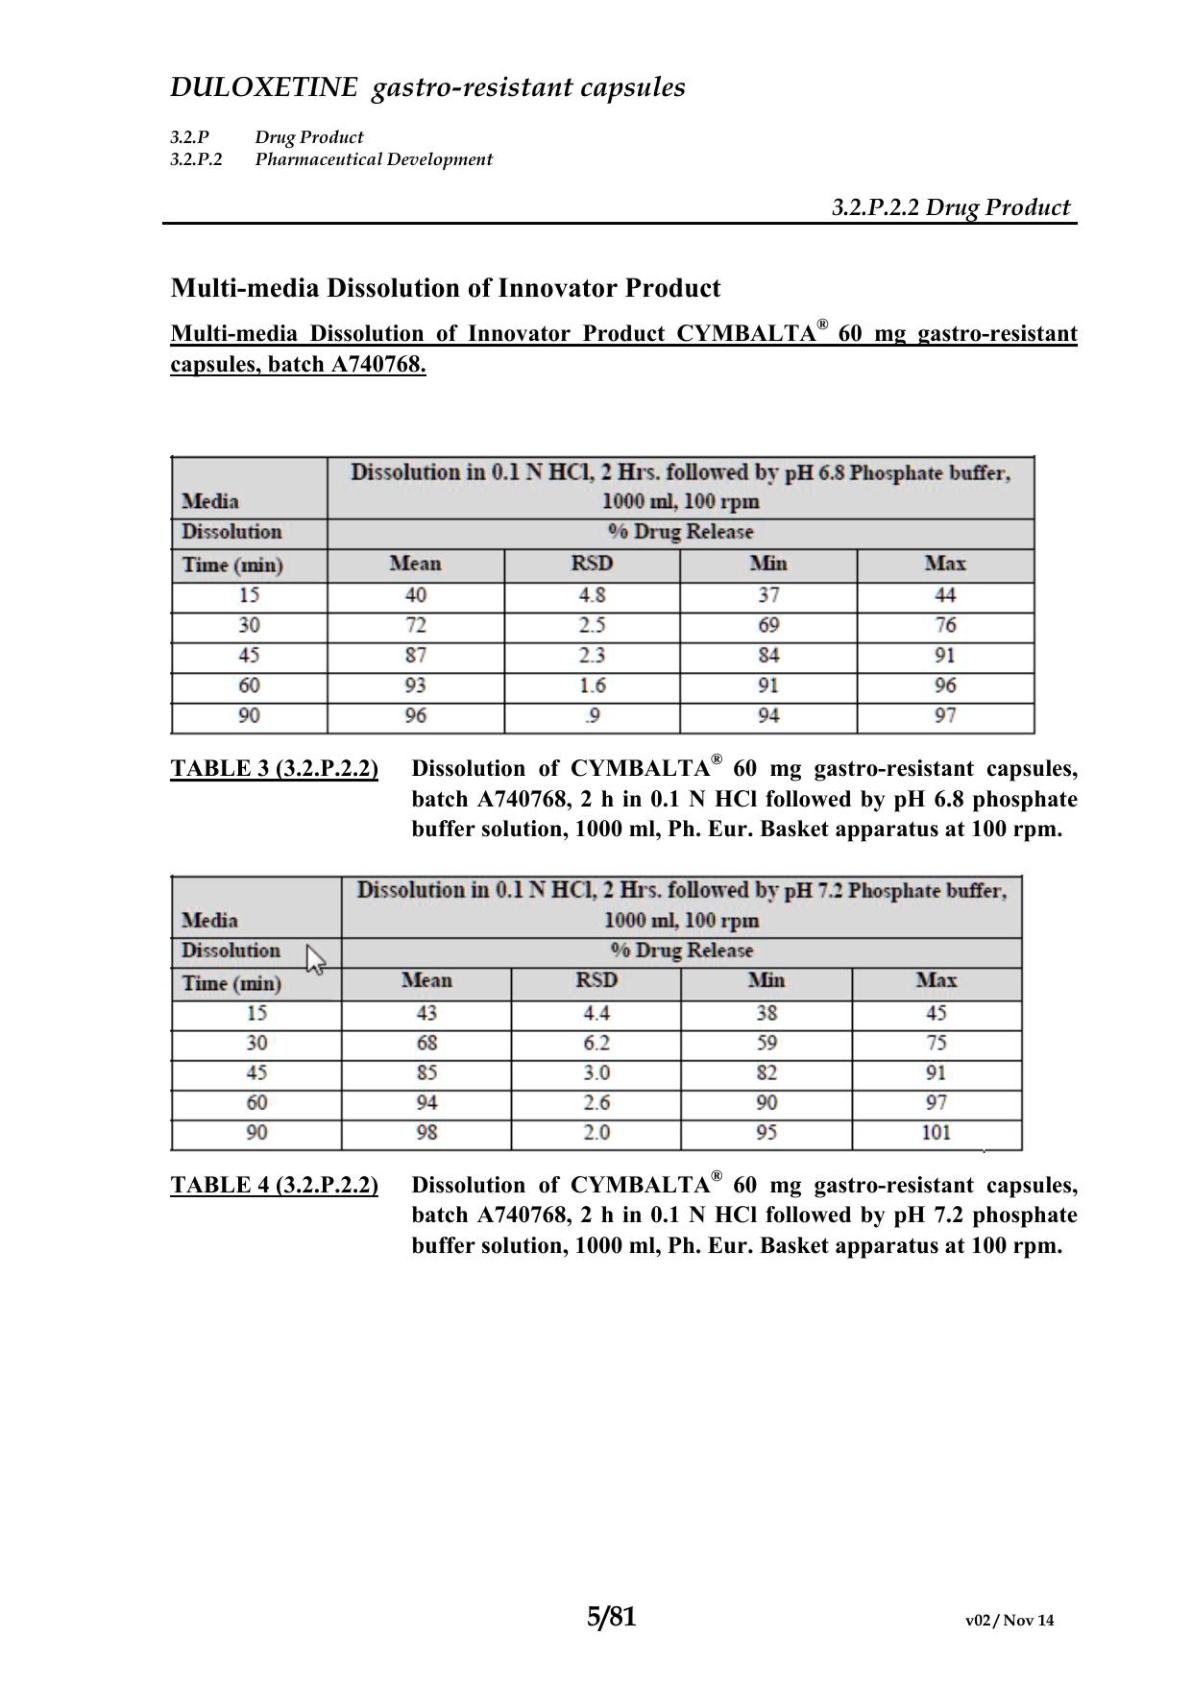 DULOXETINE gastro-resistant capsules
3.2.P Drug Product
3.2.P.2 Pharmaceutical Development
3.2.P.2.2 Drug Product
Multi-media Dissolution of Innovator Product
Multi-media Dissolution of Innovator Product CYMBALTA® 60 mg gastro-resistant
capsules, batch A740768.
Dissolution in 0.1 N HCl, 2 Hrs. followed by pH 6.8 Phosphate buffer,
Media 1000 ml, 100 rpm
Dissolution % Drug Release
Time (min) Mean RSD Min Max
15 40 4.8 37 44
30 72 2.5 69 76
45 87 2.3 84 91
60 93 1.6 91 96
90 96 .9 94 97
TABLE 3 (3.2.P.2.2) Dissolution of CYMBALTA® 60 mg gastro-resistant capsules,
batch A740768, 2 h in 0.1 N HCl followed by pH 6.8 phosphate
buffer solution, 1000 ml, Ph. Eur. Basket apparatus at 100 rpm.
Dissolution in 0.1 N HCl, 2 Hrs. followed by pH 7.2 Phosphate buffer,
Media 1000 ml, 100 rpm
Dissolution % Drug Release
Time (min) Mean RSD Min Max
15 43 4.4 38 45
30 68 6.2 59 75
45 85 3.0 82 91
60 94 2.6 90 97
90 98 2.0 95 101
TABLE 4 (3.2.P.2.2) Dissolution of CYMBALTA® 60 mg gastro-resistant capsules,
batch A740768, 2 h in 0.1 N HCl followed by pH 7.2 phosphate
buffer solution, 1000 ml, Ph. Eur. Basket apparatus at 100 rpm.
5/81 v02 / Nov 14